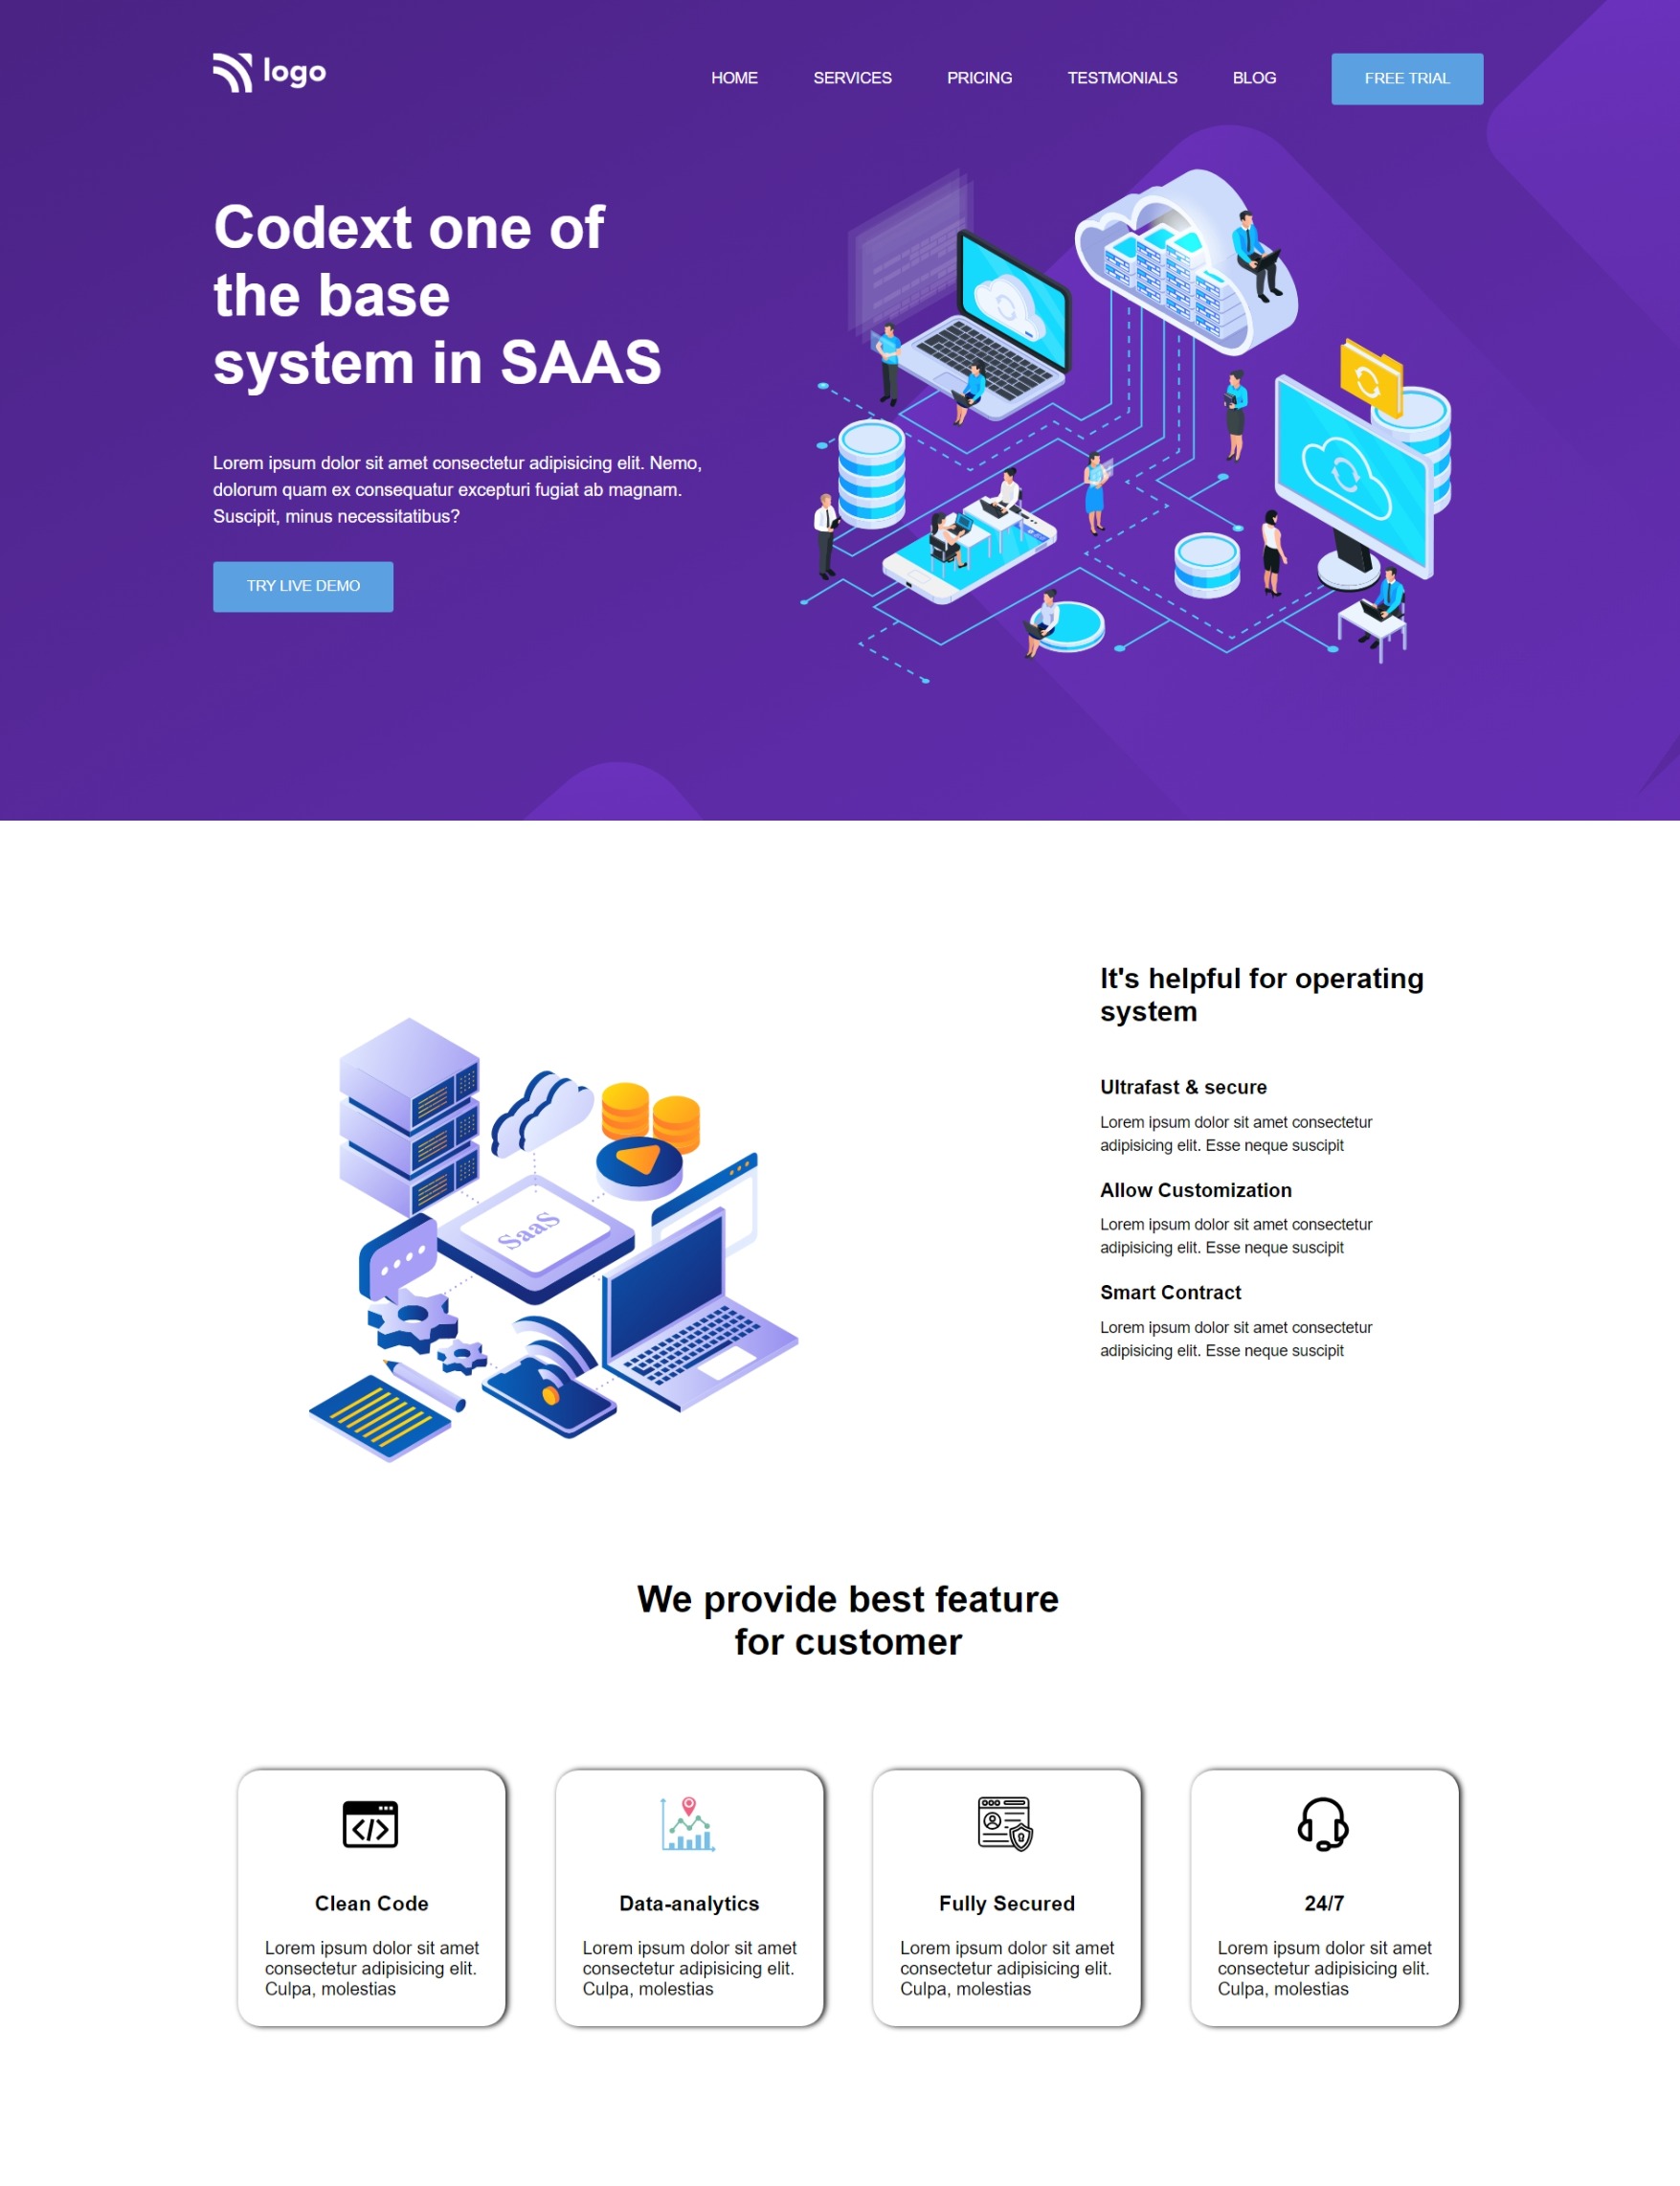 logo
HOME
SERVICES
PRICING
TESTMONIALS
BLOG
FREE TRIAL
Codext one of
the base
system in SAAS
Lorem ipsum dolor sit amet consectetur adipisicing elit. Nemo,
dolorum quam ex consequatur excepturi fugiat ab magnam.
Suscipit, minus necessitatibus?
TRY LIVE DEMO
SaaS
It's helpful for operating
system
Ultrafast & secure
Lorem ipsum dolor sit amet consectetur
adipisicing elit. Esse neque suscipit
Allow Customization
Lorem ipsum dolor sit amet consectetur
adipisicing elit. Esse neque suscipit
Smart Contract
Lorem ipsum dolor sit amet consectetur
adipisicing elit. Esse neque suscipit
We provide best feature
for customer
Clean Code
Lorem ipsum dolor sit amet
consectetur adipisicing elit.
Culpa, molestias
Data-analytics
Lorem ipsum dolor sit amet
consectetur adipisicing elit.
Culpa, molestias
Fully Secured
Lorem ipsum dolor sit amet
consectetur adipisicing elit.
Culpa, molestias
24/7
Lorem ipsum dolor sit amet
consectetur adipisicing elit.
Culpa, molestias